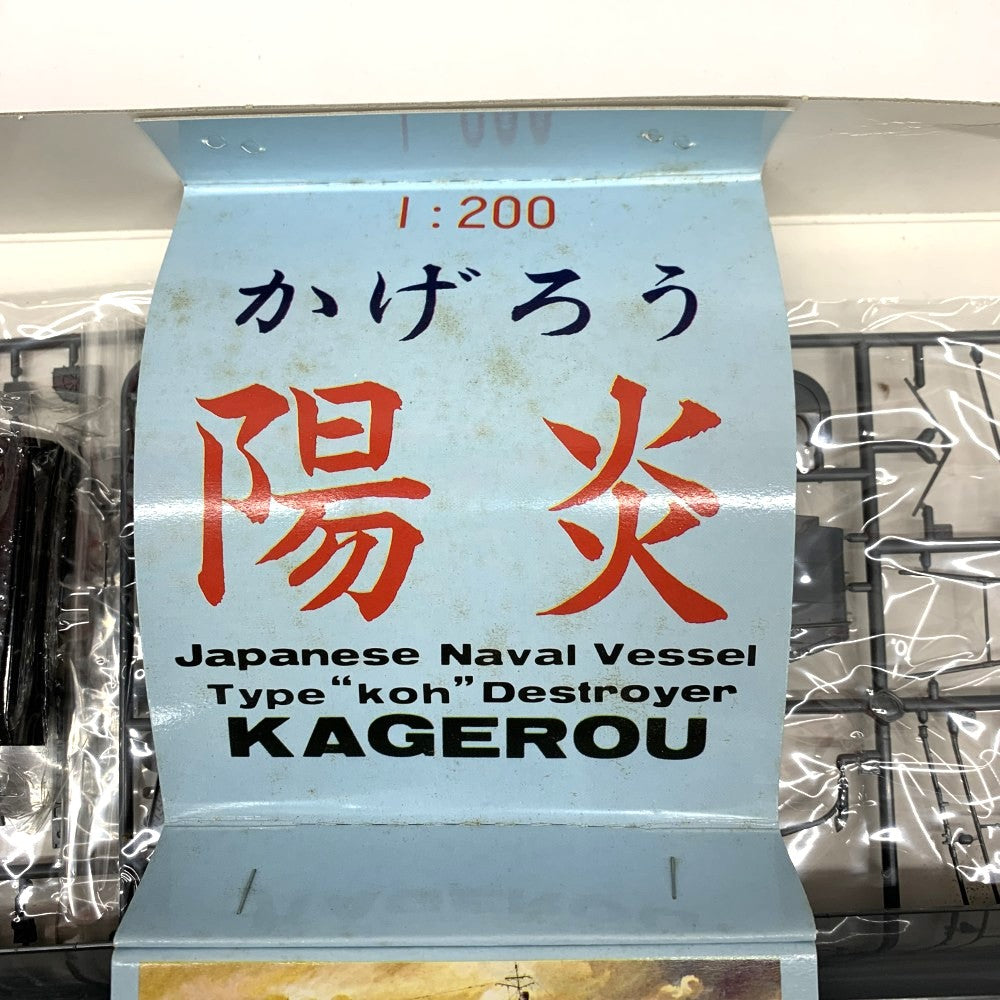 1:200
かげろう
陽炎
Japanese Naval Vessel
Type “koh” Destroyer
KAGEROU